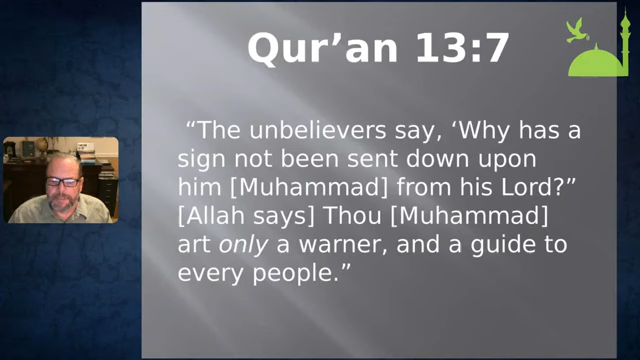 Qur’an 13:7
“The unbelievers say, ‘Why has a
sign not been sent down upon
him [Muhammad] from his Lord?”
[Allah says] Thou [Muhammad]
art only a warner, and a guide to
every people.”